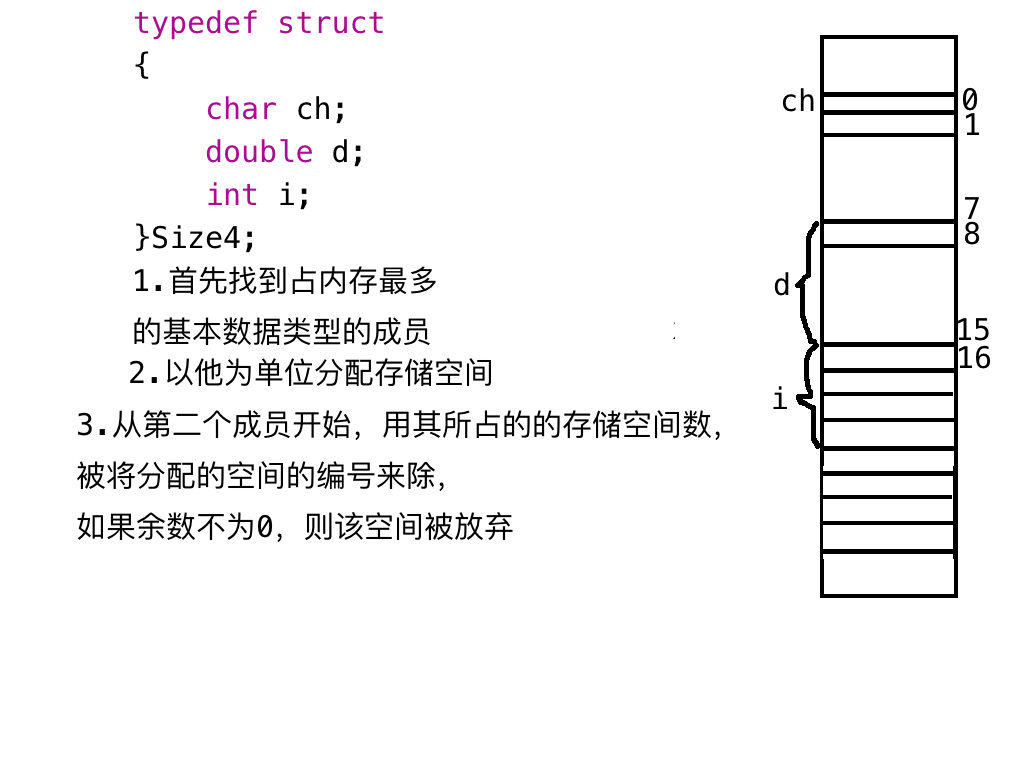 typedef struct
{
char ch;
double d;
int i;
}Size4;
1.首先找到占内存最多
的基本数据类型的成员
2.以他为单位分配存储空间
3.从第二个成员开始，用其所占的的存储空间数，
被将分配的空间的编号来除，
如果余数不为0，则该空间被放弃
ch
0
1
7
8
d
15
16
i